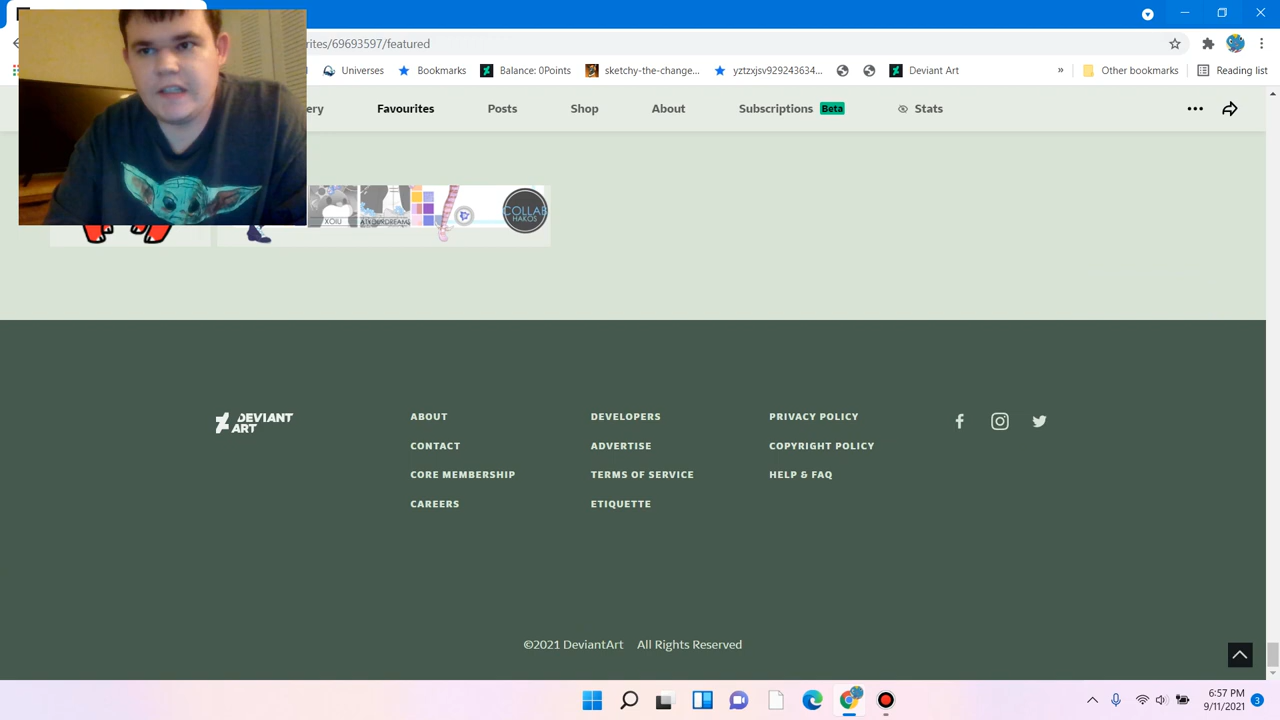 rites/69693597/featured
Universes Bookmarks Balance: 0Points sketchy-the-change... yztzxjsv929243634... Deviant Art » Other bookmarks Reading list
ery Favourites Posts Shop About Subscriptions Beta Stats
XOIU
COLLAB
HAKOS
DEVIANT
ART
ABOUT
CONTACT
CORE MEMBERSHIP
CAREERS
DEVELOPERS
ADVERTISE
TERMS OF SERVICE
ETIQUETTE
PRIVACY POLICY
COPYRIGHT POLICY
HELP & FAQ
©2021 DeviantArt All Rights Reserved
6:57 PM
9/11/2021
3